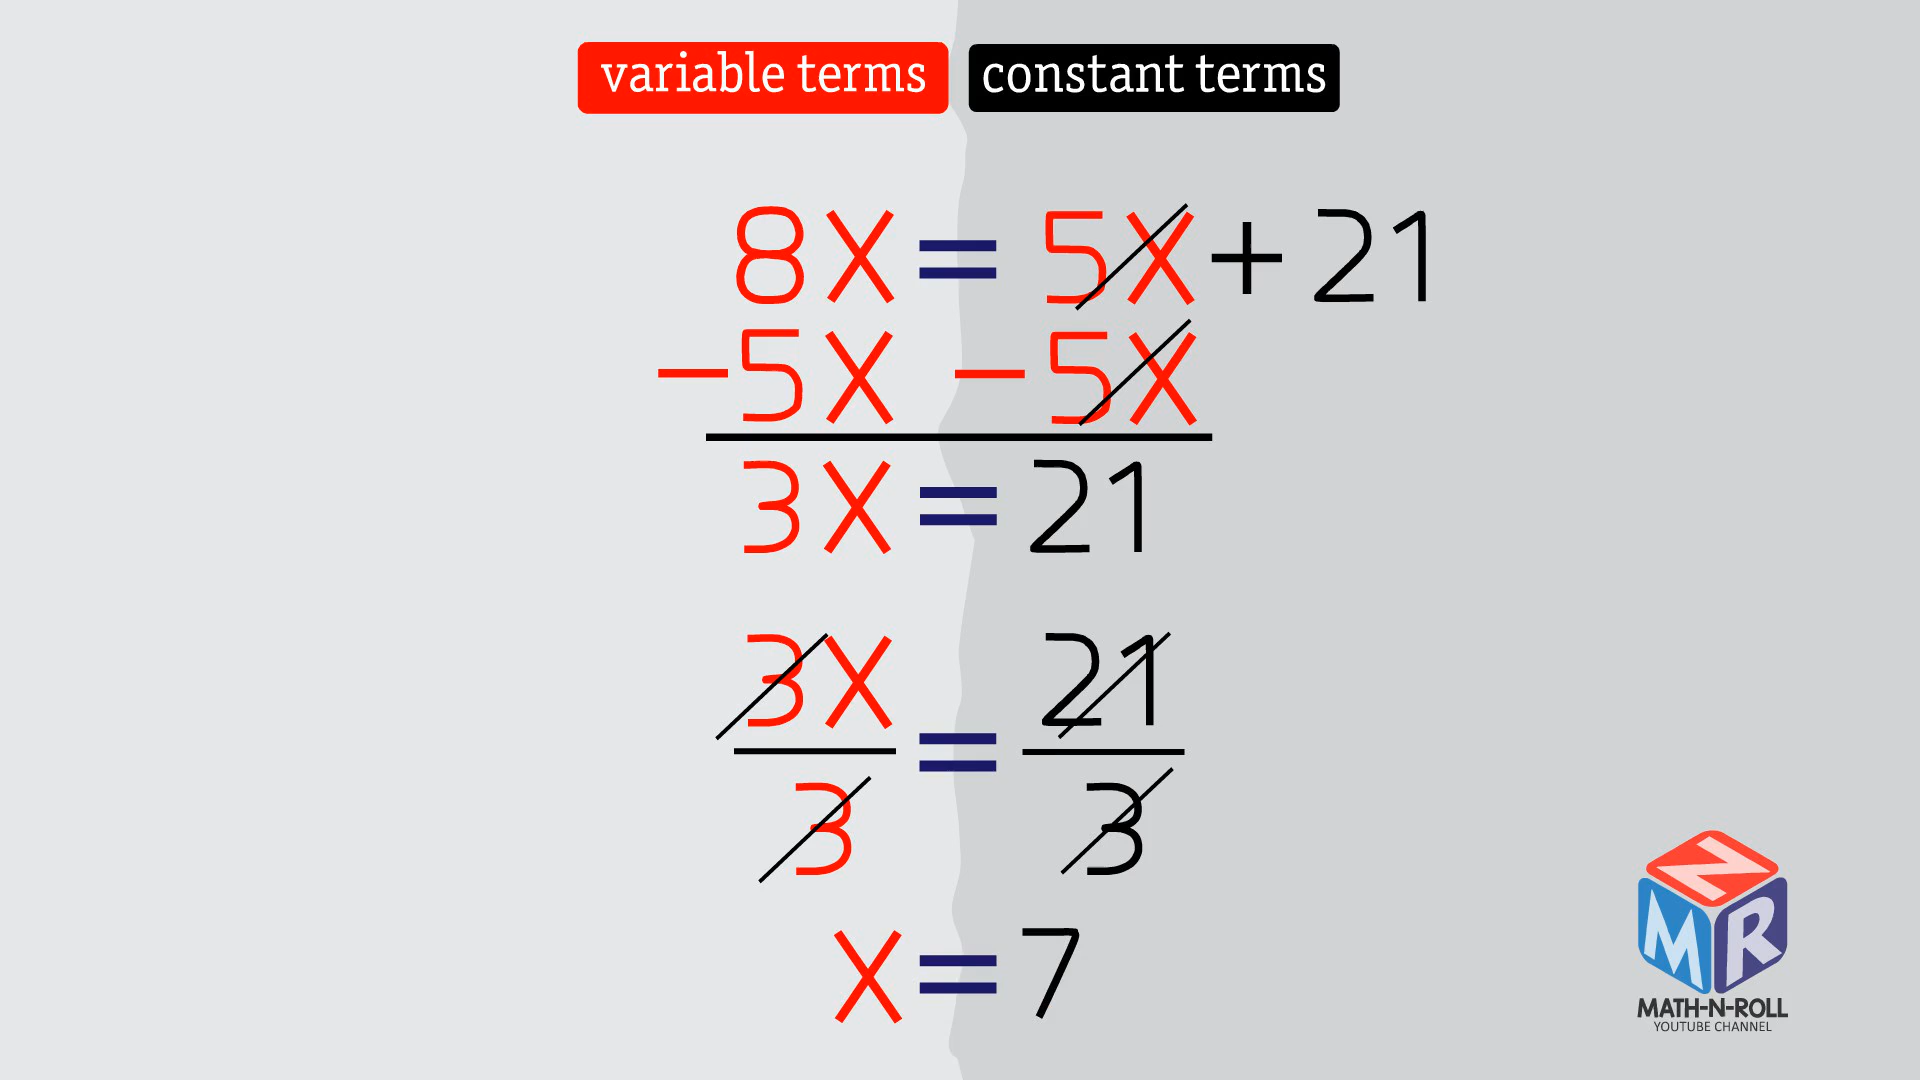 variable terms constant terms
8X = 5X + 21
-5X -5X
3X = 21
3X = 21
3 3
X = 7
N
M R
MATH-N-ROLL
YOUTUBE CHANNEL